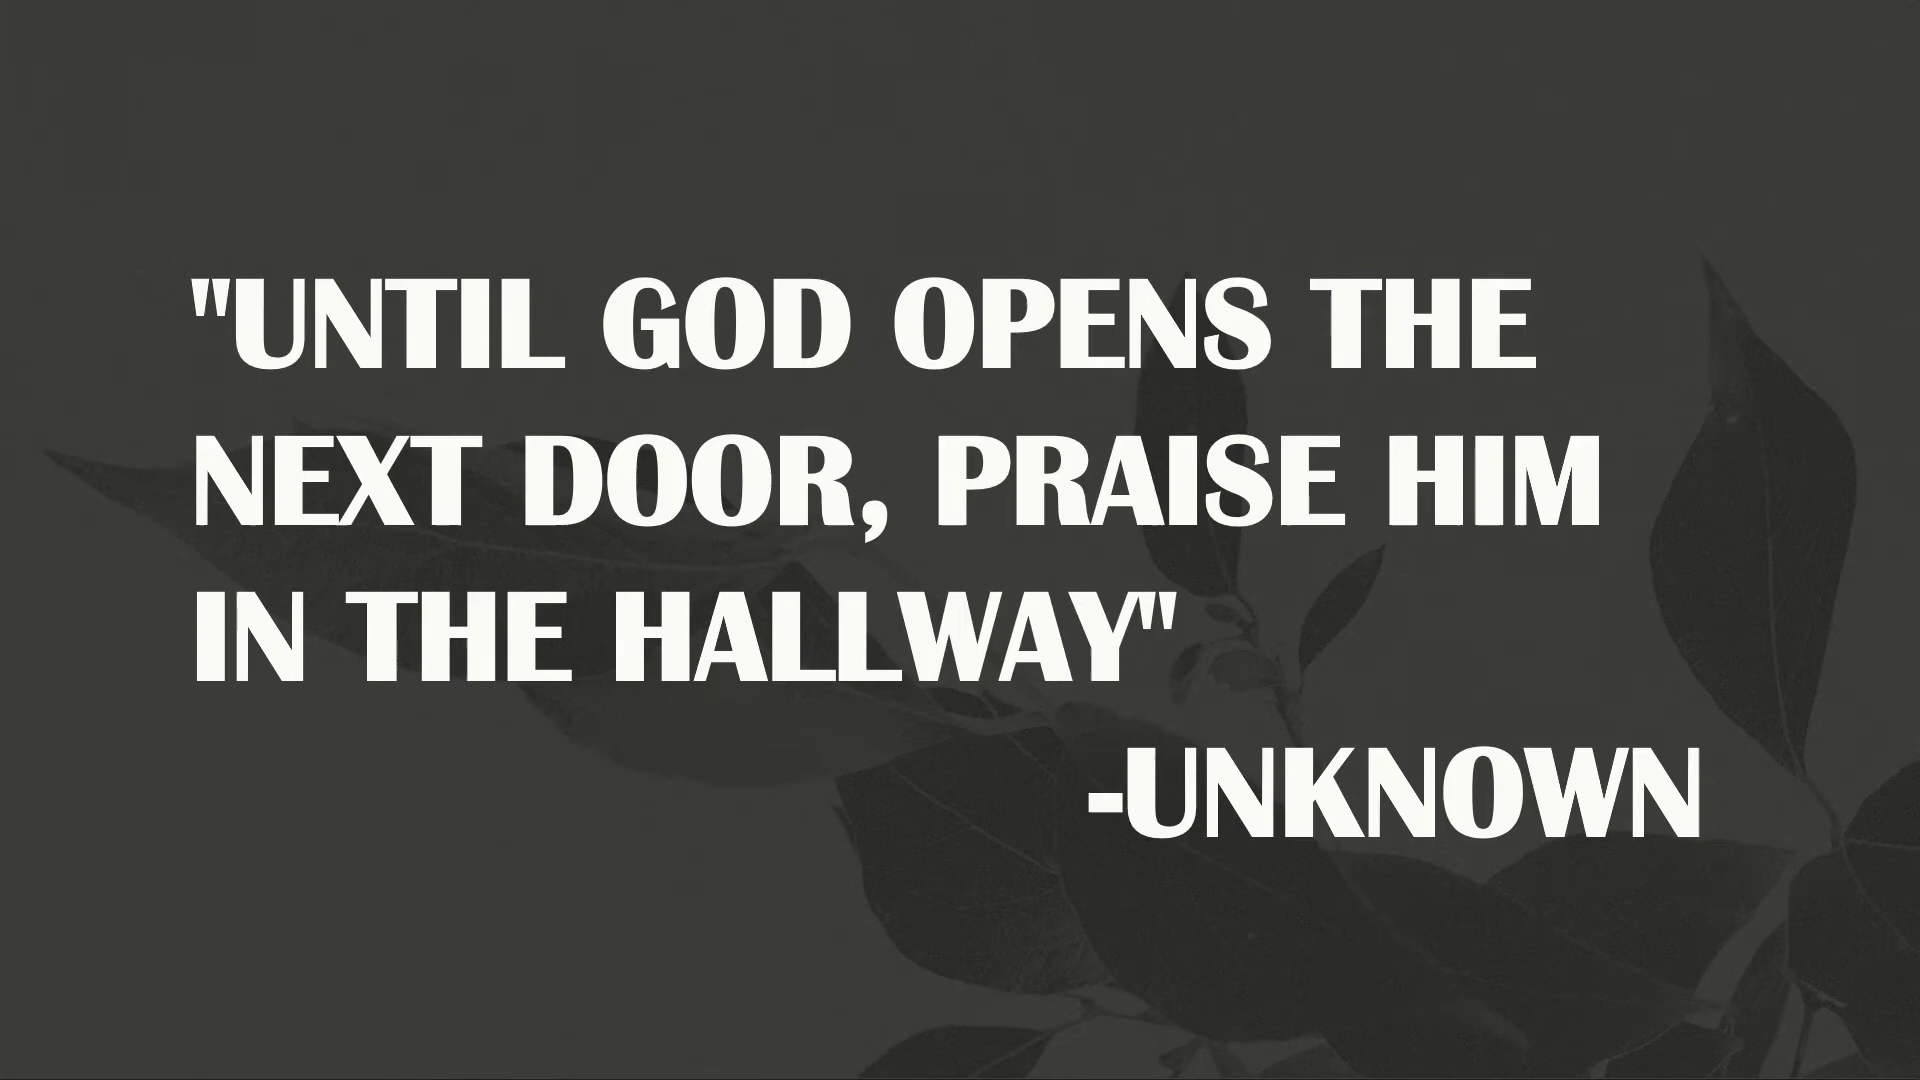 "UNTIL GOD OPENS THE
NEXT DOOR, PRAISE HIM
IN THE HALLWAY"
-UNKNOWN